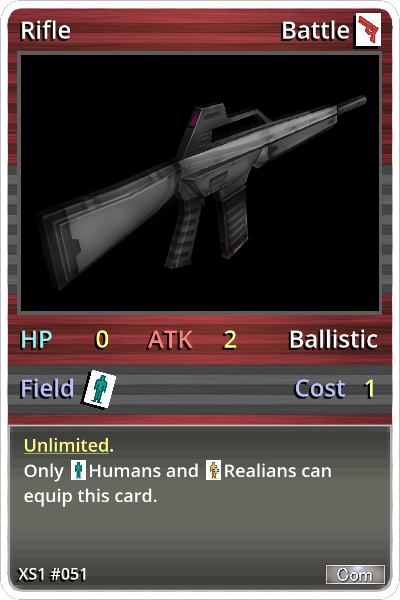 Rifle Battle
HP 0 ATK 2 Ballistic
Field Cost 1
Unlimited.
Only Humans and Realians can
equip this card.
XS1 #051 Com